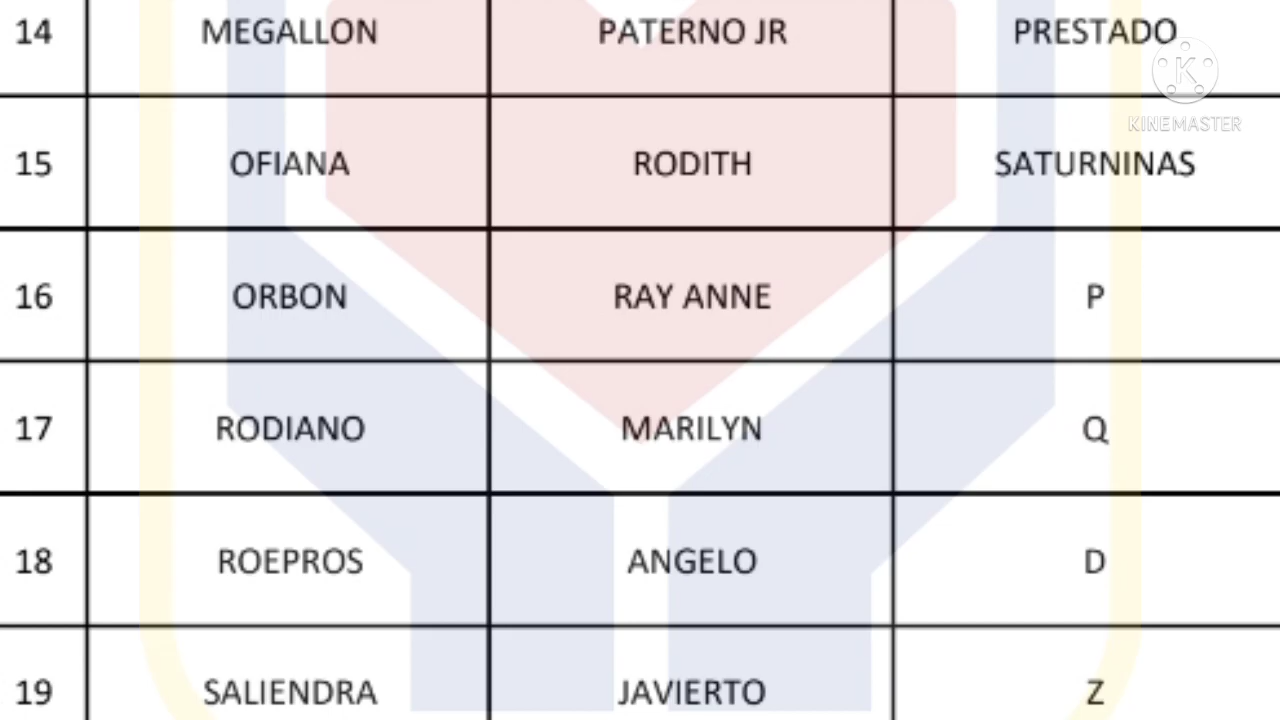 14 MEGALLON PATERNO JR PRESTADO
KINEMASTER
15 OFIANA RODITH SATURNINAS
16 ORBON RAY ANNE P
17 RODIANO MARILYN Q
18 ROEPROS ANGELO D
19 SALIENDRA JAVIERTO Z